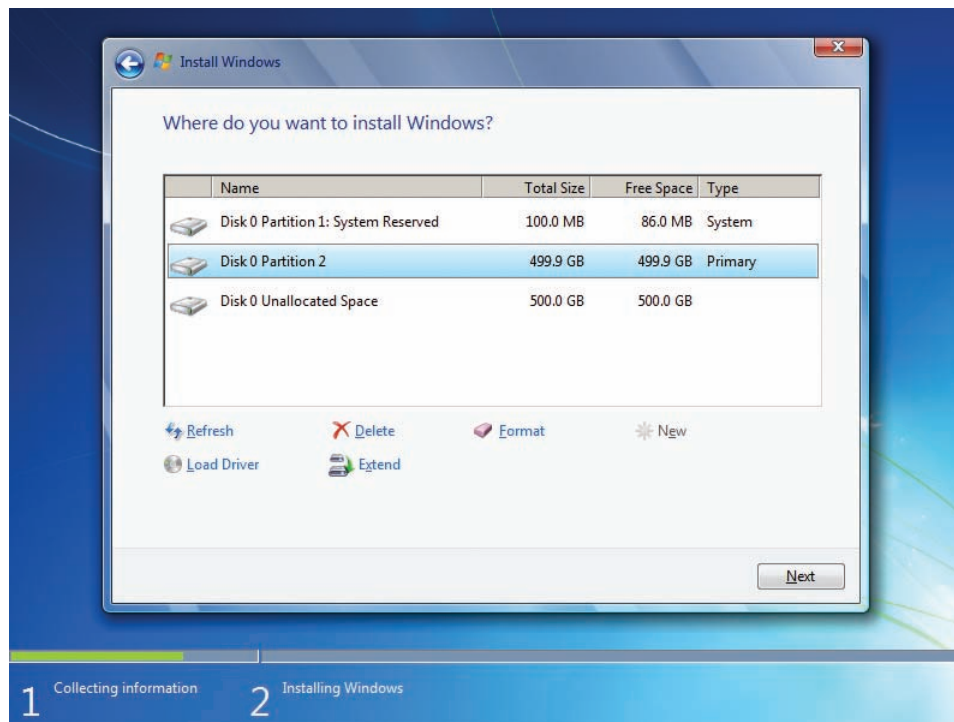 Install Windows
Where do you want to install Windows?
Name Total Size Free Space Type
Disk 0 Partition 1: System Reserved 100.0 MB 86.0 MB System
Disk 0 Partition 2 499.9 GB 499.9 GB Primary
Disk 0 Unallocated Space 500.0 GB 500.0 GB
Refresh Delete Format New
Load Driver Extend
Next
1 Collecting information 2 Installing Windows